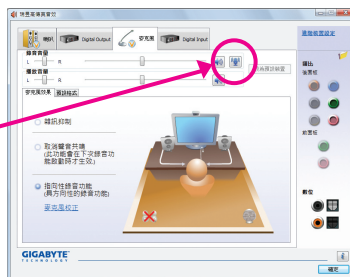 瑞昱高傳真音效
喇叭
Digital Output
麥克風
Digital Input
裝置進階設定
錄音音量
L
R
播放音量
L
R
麥克風效果
預設格式
類比
後面板
雜訊抑制
取消聲音共鳴
(此功能會在下次錄音功
能啟動時才生效)
前面板
指向性錄音功能
(具方向性的錄音功能)
麥克風校正
數位
GIGABYTE
TECHNOLOGY
確定